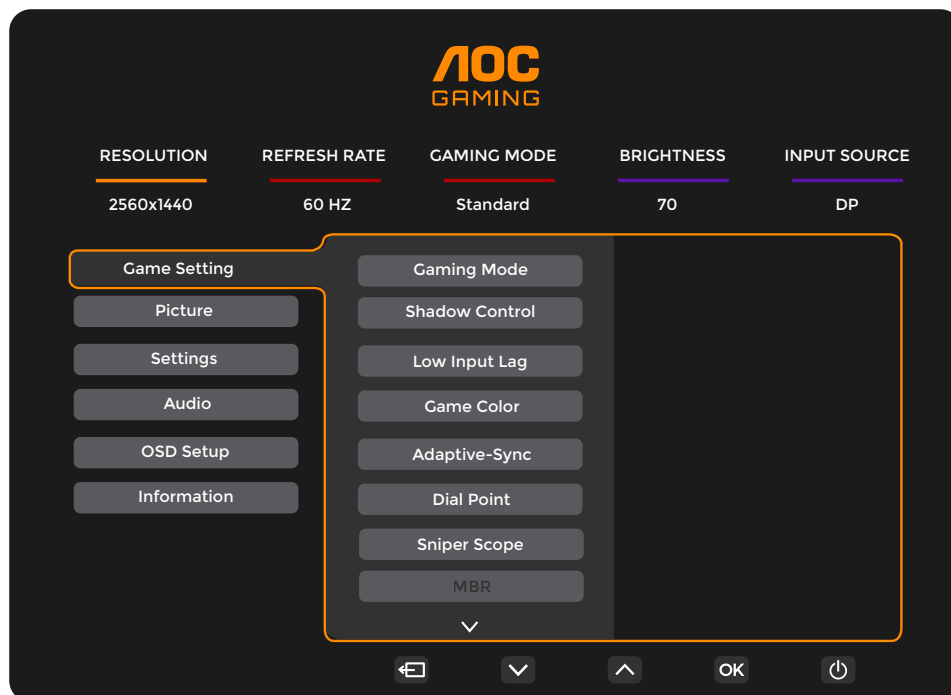 AOC
GAMING
RESOLUTION REFRESH RATE GAMING MODE BRIGHTNESS INPUT SOURCE
2560x1440 60 HZ Standard 70 DP
Game Setting
Picture
Settings
Audio
OSD Setup
Information
Gaming Mode
Shadow Control
Low Input Lag
Game Color
Adaptive-Sync
Dial Point
Sniper Scope
MBR
OK